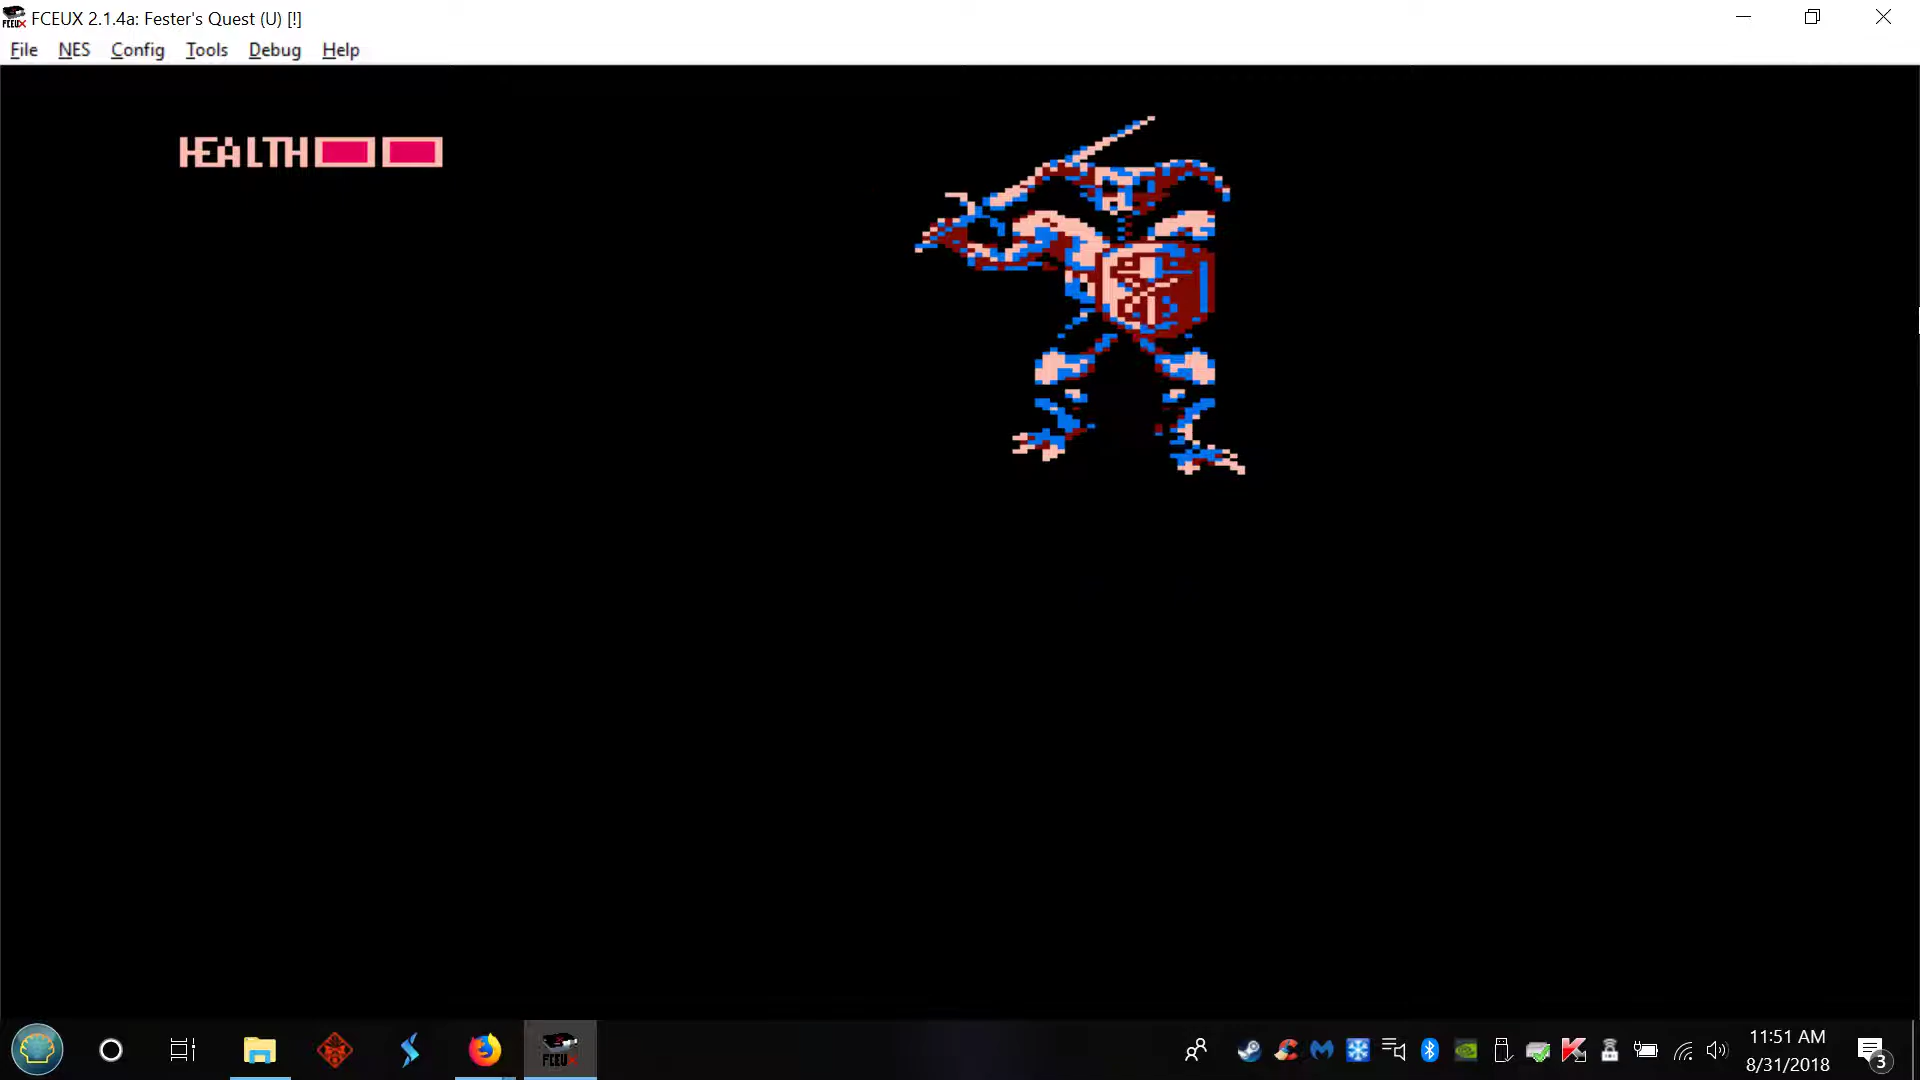 FCEUX 2.1.4a: Fester's Quest (U) [!]
File NES Config Tools Debug Help
HEALTH
FCEUX
11:51 AM
8/31/2018
3